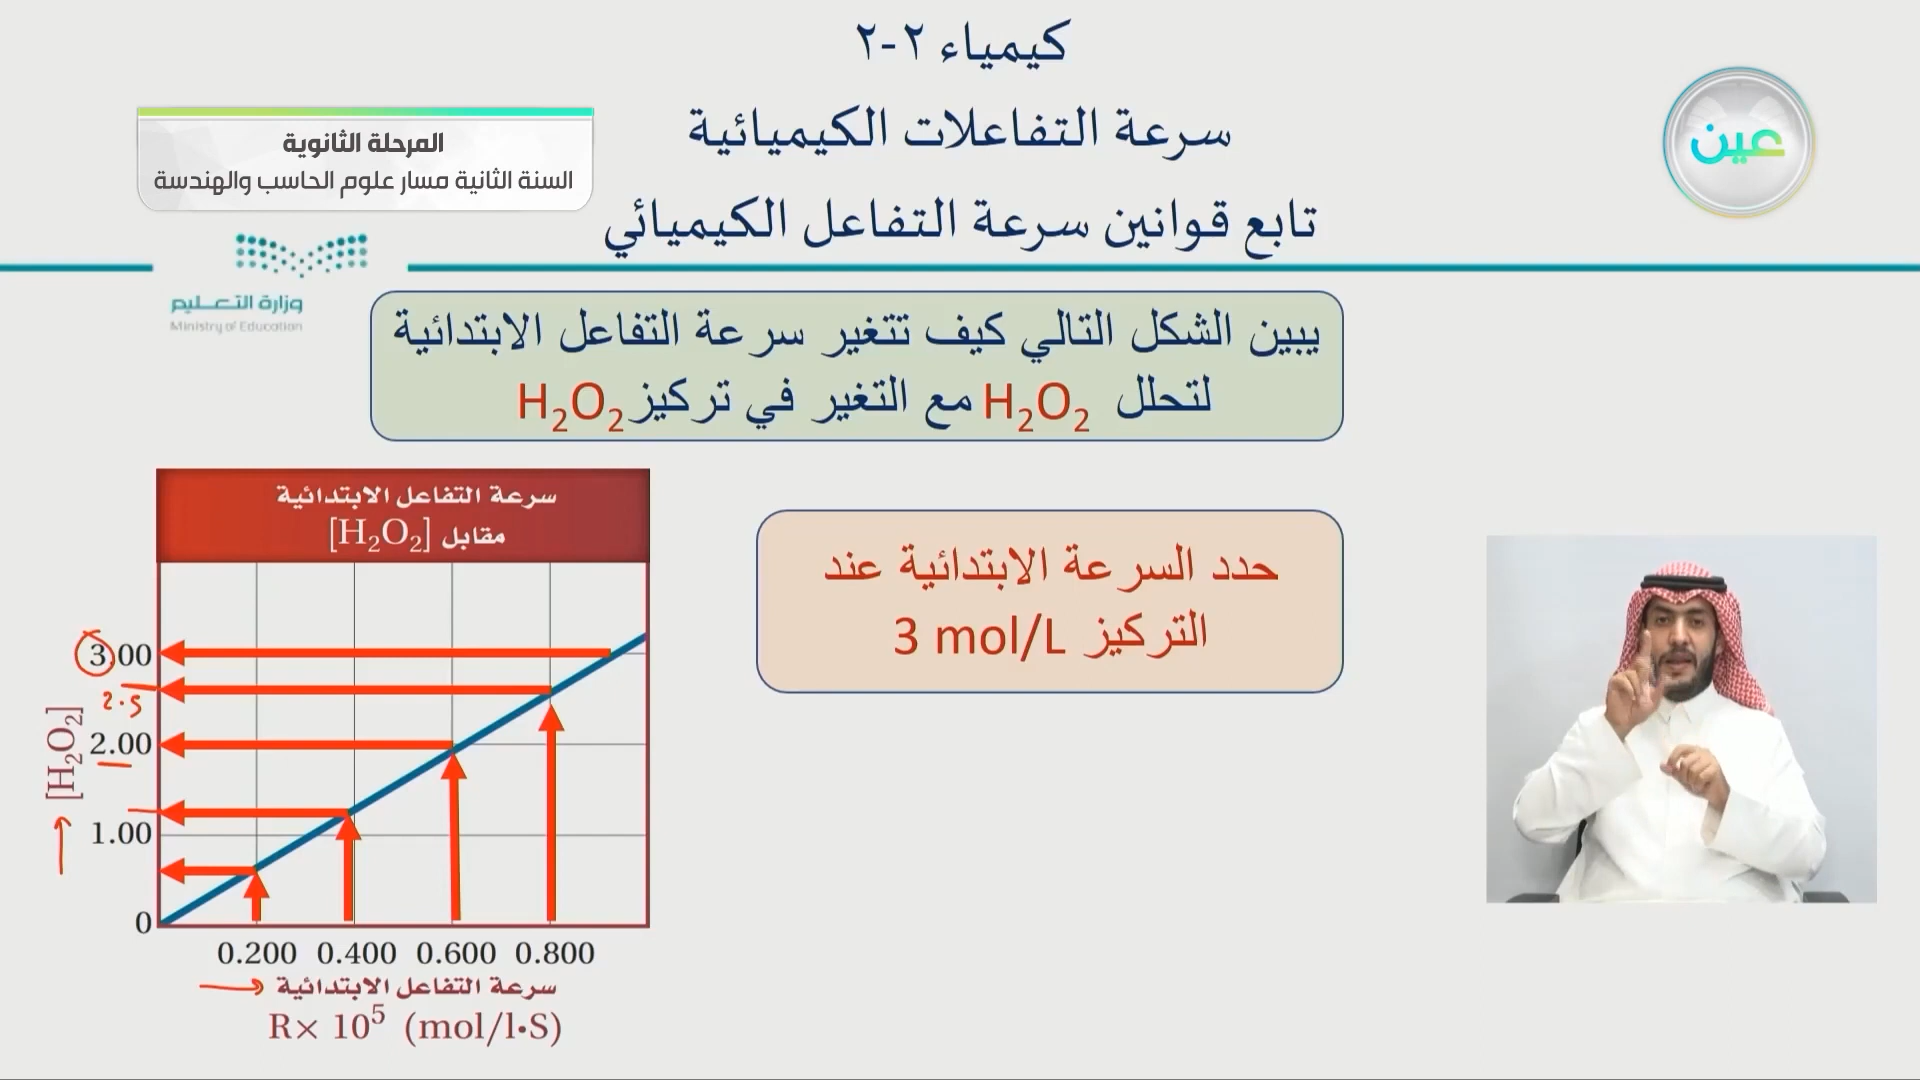 كيمياء ٢-٢
سرعة التفاعلات الكيميائية
تابع قوانين سرعة التفاعل الكيميائي
عين
المرحلة الثانوية
السنة الثانية مسار علوم الحاسب والهندسة
وزارة التعليم
Ministry of Education
يبين الشكل التالي كيف تتغير سرعة التفاعل الابتدائية
لتحلل H₂O₂ مع التغير في تركيز H₂O₂
حدد السرعة الابتدائية عند
التركيز 3 mol/L
سرعة التفاعل الابتدائية
مقابل [H₂O₂]
3.00
2.5
2.00
1.00
0
[H₂O₂]
0.200 0.400 0.600 0.800
سرعة التفاعل الابتدائية
R× 10⁵ (mol/l•S)